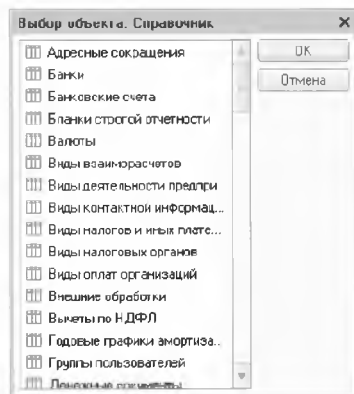 Выбор объекта. Справочник
OK
Отмена
Адресные сокращения
Банки
Банковские счета
Бланки строгой отчетности
Валюты
Виды взаиморасчетов
Виды деятельности предпри
Виды контактной информац...
Виды налогов и иных плате...
Виды налоговых органов
Виды оплат организаций
Внешние обработки
Вычеты по НДФЛ
Годовые графики амортиза..
Группы пользователей
Денежные документы